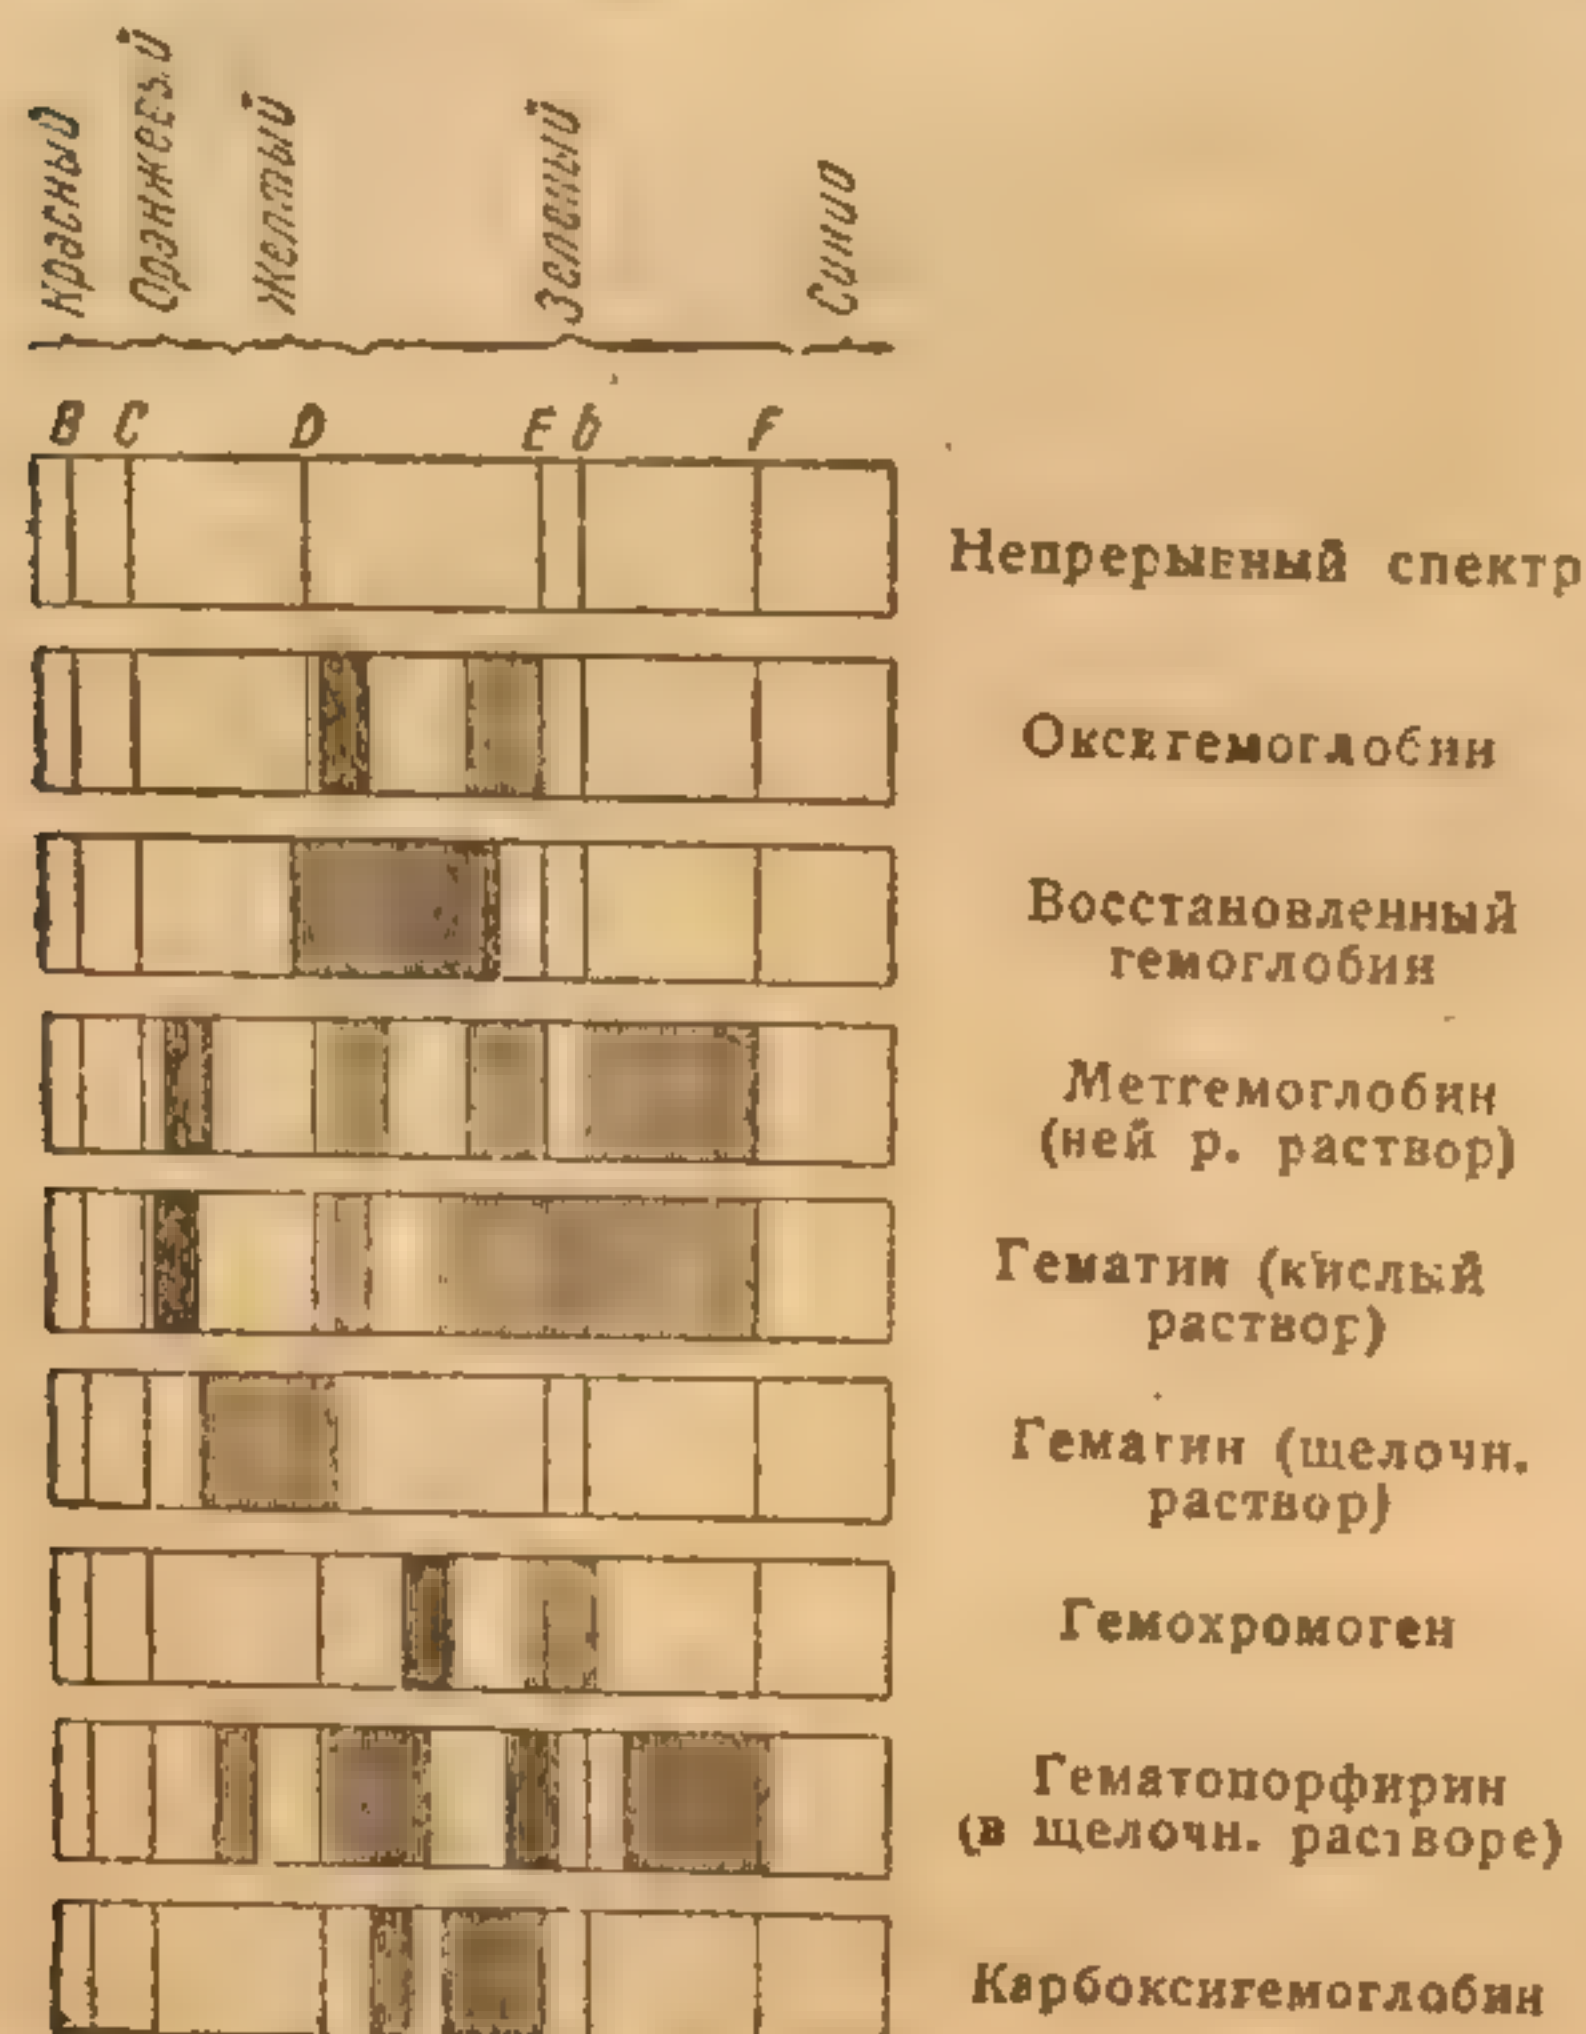 Красный
Оранжевый
Желтый
Зеленый
Синио
B C D E b F
Непрерывный спектр
Оксигемоглобин
Восстановленный
гемоглобин
Метгемоглобин
(ней р. раствор)
Гематин (кислый
раствор)
Гематин (щелочн.
раствор)
Гемохромоген
Гематопорфирин
(в щелочн. растворе)
Карбоксигемоглобин